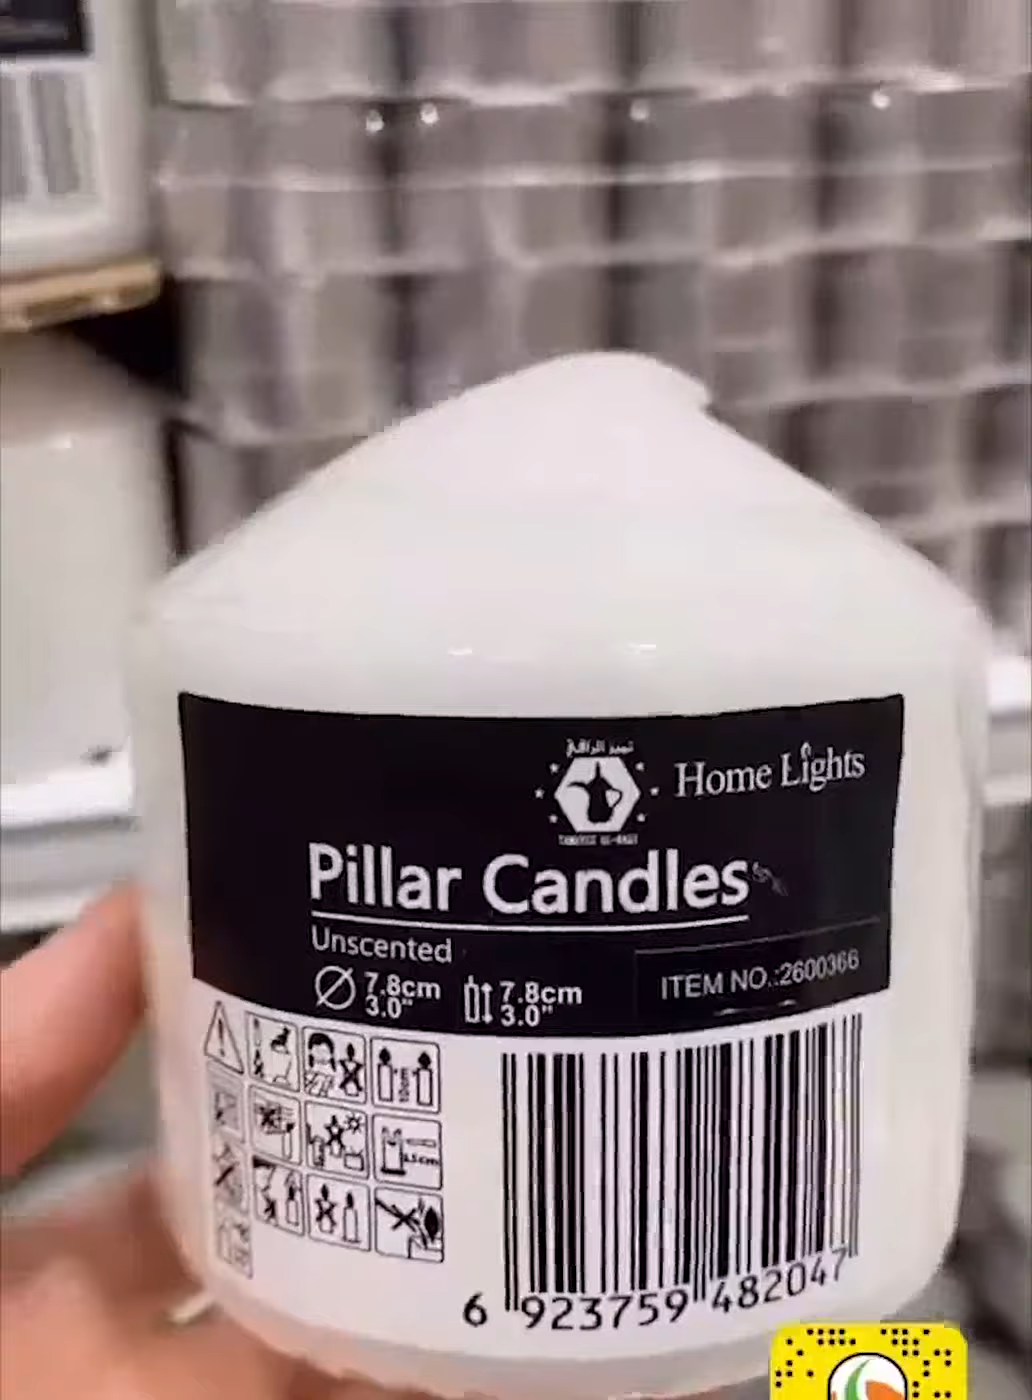 Home Lights
Pillar Candles
Unscented
7.8cm
3.0"
7.8cm
3.0"
ITEM NO.:2600366
10cm
6 923759 482047